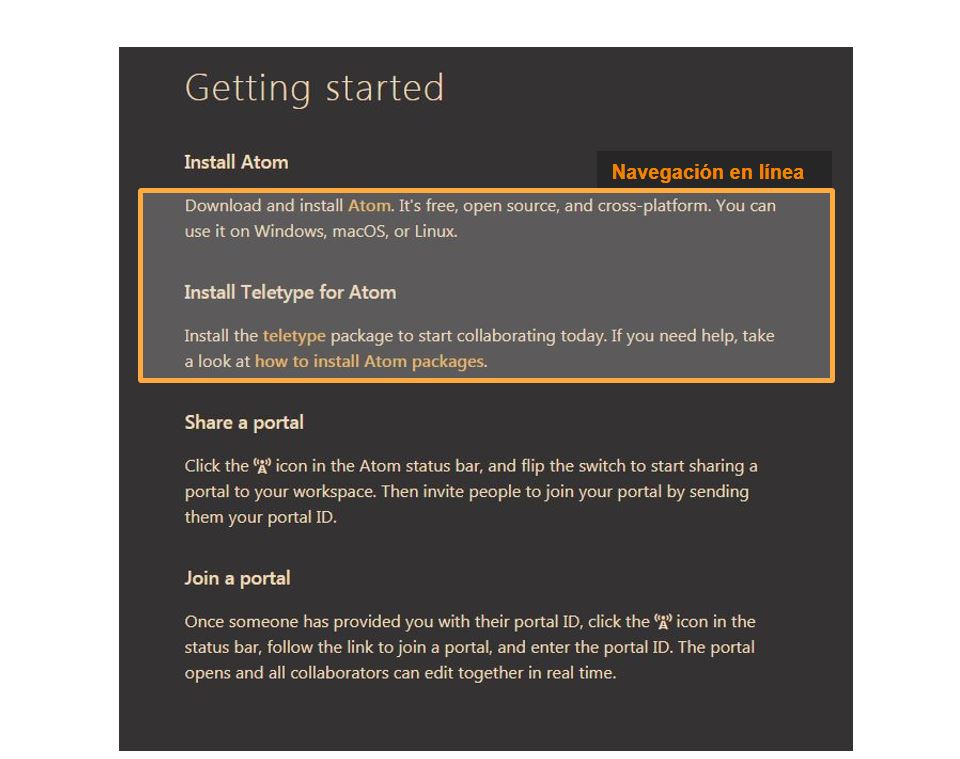 Getting started
Install Atom
Navegación en línea
Download and install Atom. It's free, open source, and cross-platform. You can
use it on Windows, macOS, or Linux.
Install Teletype for Atom
Install the teletype package to start collaborating today. If you need help, take
a look at how to install Atom packages.
Share a portal
Click the icon in the Atom status bar, and flip the switch to start sharing a
portal to your workspace. Then invite people to join your portal by sending
them your portal ID.
Join a portal
Once someone has provided you with their portal ID, click the icon in the
status bar, follow the link to join a portal, and enter the portal ID. The portal
opens and all collaborators can edit together in real time.